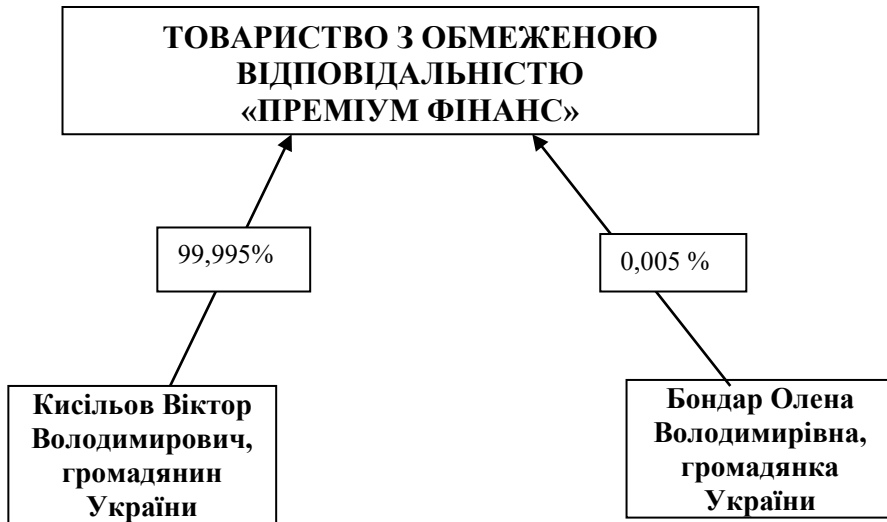 ТОВАРИСТВО З ОБМЕЖЕНОЮ
ВІДПОВІДАЛЬНІСТЮ
«ПРЕМІУМ ФІНАНС»
99,995%
0,005 %
Кисільов Віктор
Володимирович,
громадянин
України
Бондар Олена
Володимирівна,
громадянка
України